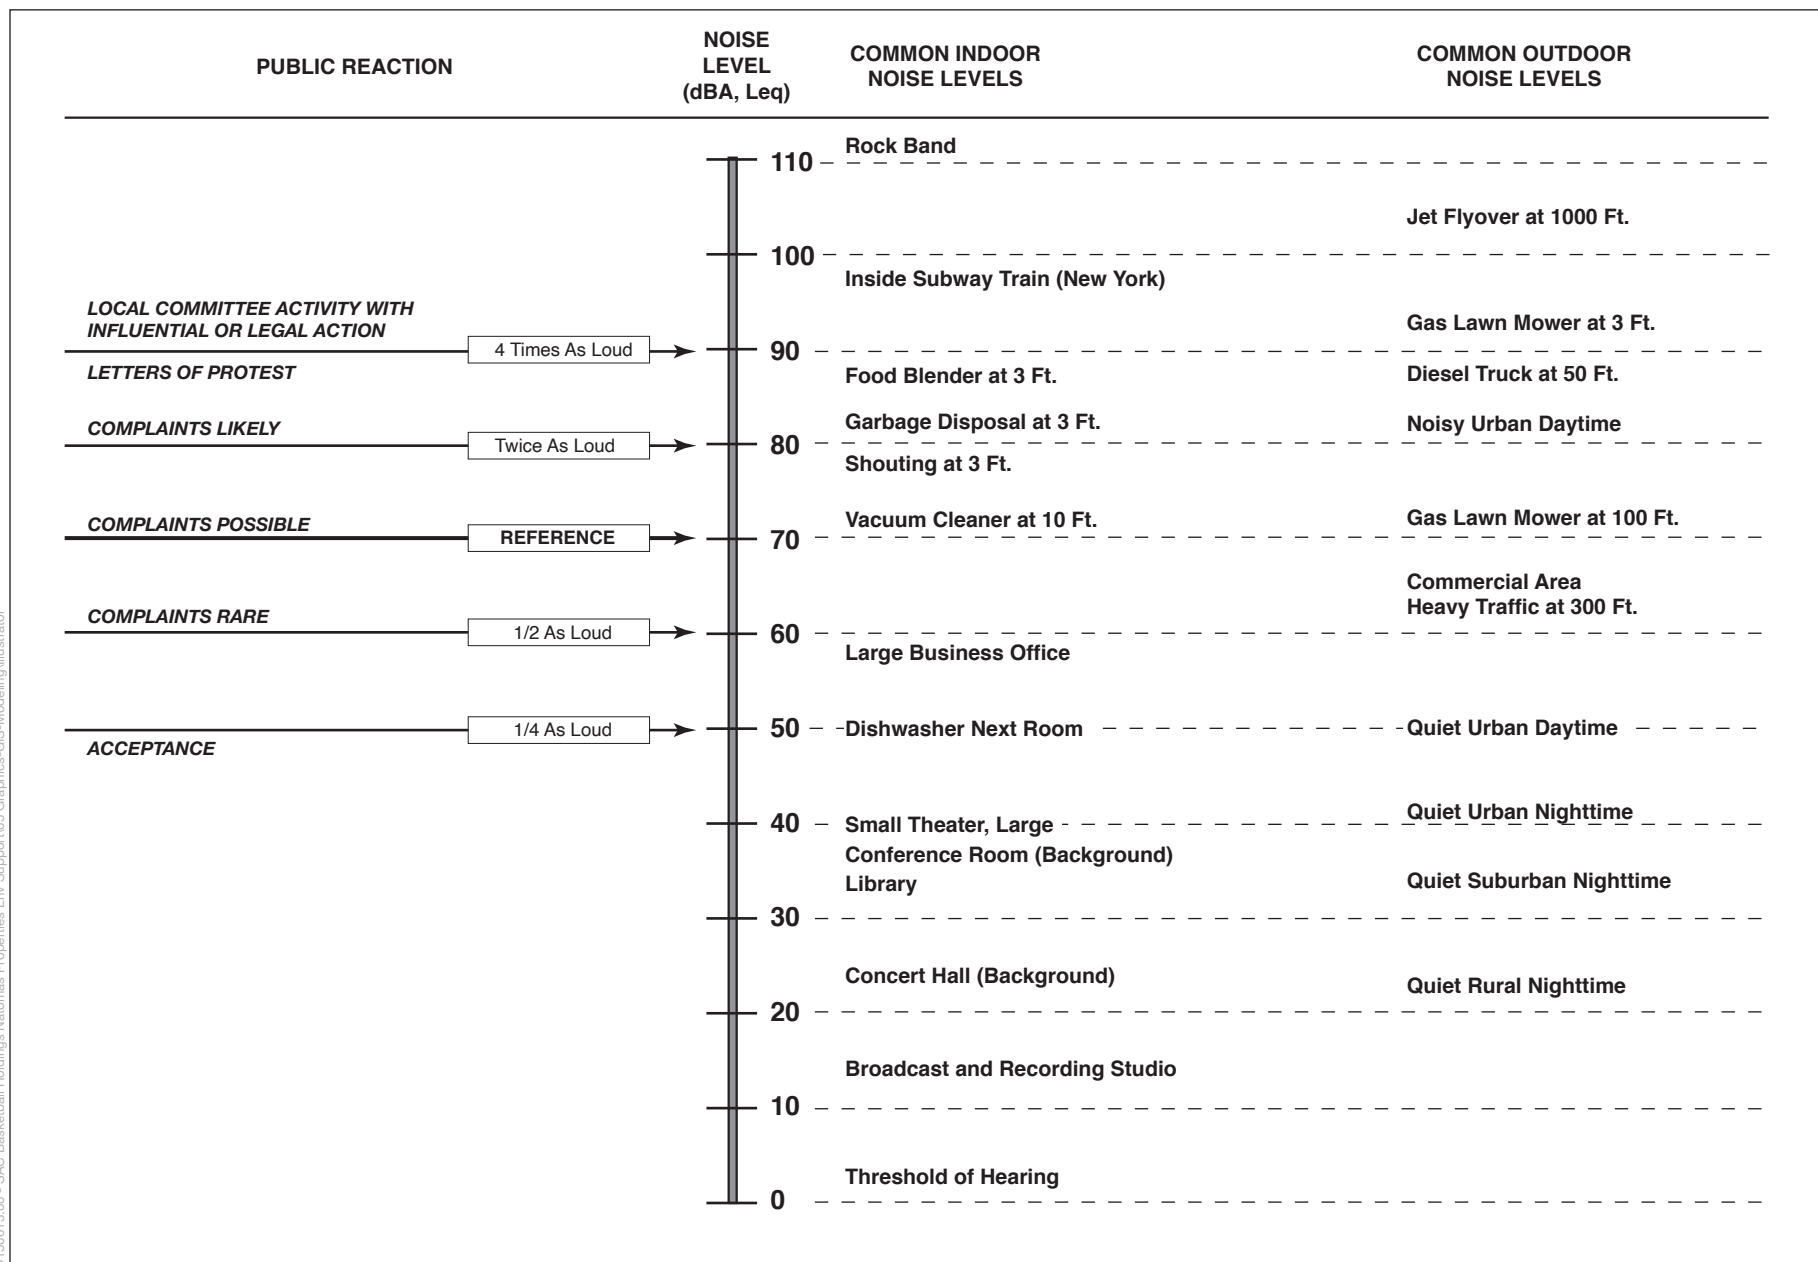 PUBLIC REACTION
NOISE
LEVEL
(dBA, Leq)
COMMON INDOOR
NOISE LEVELS
COMMON OUTDOOR
NOISE LEVELS
110
Rock Band
Jet Flyover at 1000 Ft.
100
Inside Subway Train (New York)
LOCAL COMMITTEE ACTIVITY WITH
INFLUENTIAL OR LEGAL ACTION
Gas Lawn Mower at 3 Ft.
4 Times As Loud
90
LETTERS OF PROTEST
Food Blender at 3 Ft.
Diesel Truck at 50 Ft.
COMPLAINTS LIKELY
Garbage Disposal at 3 Ft.
Noisy Urban Daytime
Twice As Loud
80
Shouting at 3 Ft.
COMPLAINTS POSSIBLE
Vacuum Cleaner at 10 Ft.
Gas Lawn Mower at 100 Ft.
REFERENCE
70
Commercial Area
Heavy Traffic at 300 Ft.
COMPLAINTS RARE
1/2 As Loud
60
Large Business Office
1/4 As Loud
50
Dishwasher Next Room
Quiet Urban Daytime
ACCEPTANCE
Quiet Urban Nighttime
40
Small Theater, Large
Conference Room (Background)
Library
Quiet Suburban Nighttime
30
Concert Hall (Background)
Quiet Rural Nighttime
20
Broadcast and Recording Studio
10
Threshold of Hearing
0